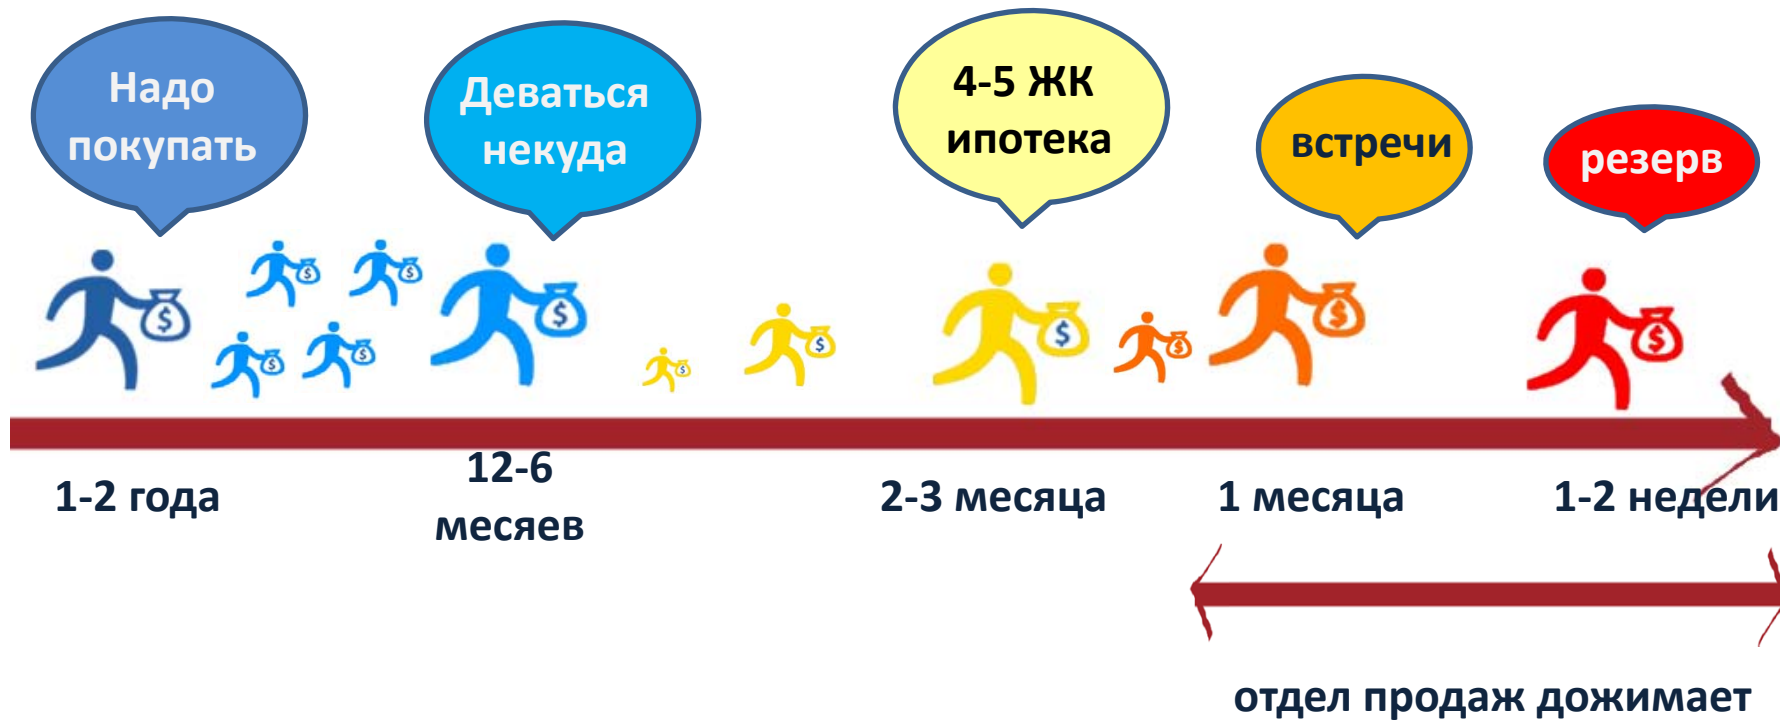 Надо
покупать
Деваться
некуда
4-5 ЖК
ипотека
встречи
резерв
$
$
$
$
$
$
$
$
$
$
$
$
1-2 года
12-6
месяев
2-3 месяца
1 месяца
1-2 недели
отдел продаж дожимает